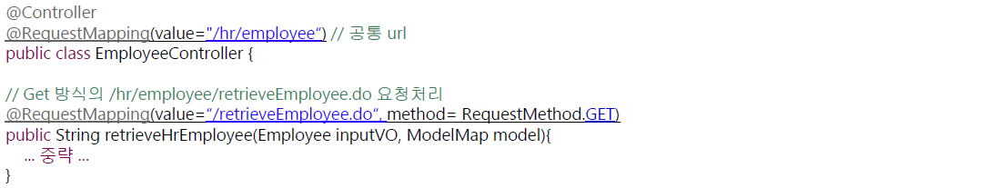 @Controller
@RequestMapping(value="/hr/employee“) // 공통 url
public class EmployeeController {
// Get 방식의 /hr/employee/retrieveEmployee.do 요청처리
@RequestMapping(value=“/retrieveEmployee.do“, method= RequestMethod.GET)
public String retrieveHrEmployee(Employee inputVO, ModelMap model){
... 중략 ...
}